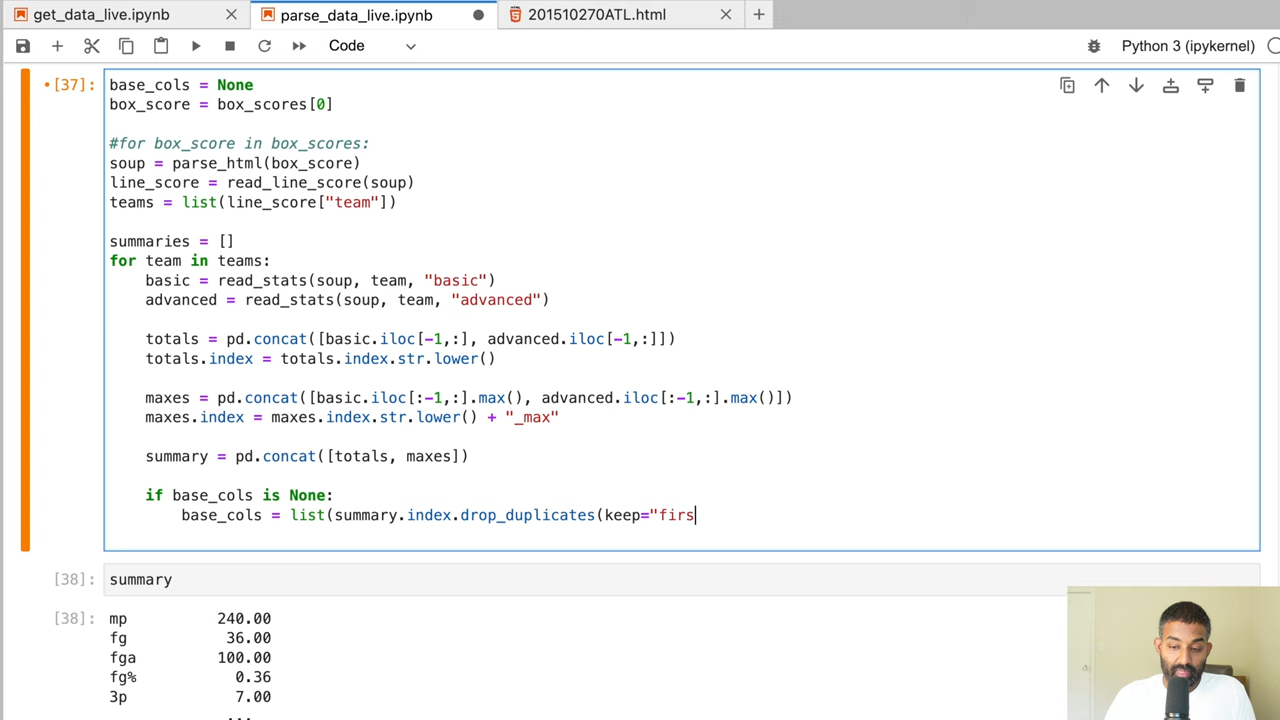 get_data_live.ipynb
parse_data_live.ipynb
201510270ATL.html
Code
Python 3 (ipykernel)
[37]:
base_cols = None
box_score = box_scores[0]
#for box_score in box_scores:
soup = parse_html(box_score)
line_score = read_line_score(soup)
teams = list(line_score["team"])
summaries = []
for team in teams:
basic = read_stats(soup, team, "basic")
advanced = read_stats(soup, team, "advanced")
totals = pd.concat([basic.iloc[-1,:], advanced.iloc[-1,:]])
totals.index = totals.index.str.lower()
maxes = pd.concat([basic.iloc[:-1,:].max(), advanced.iloc[:-1,:].max()])
maxes.index = maxes.index.str.lower() + "_max"
summary = pd.concat([totals, maxes])
if base_cols is None:
base_cols = list(summary.index.drop_duplicates(keep="firs
[38]: summary
[38]: mp 240.00
fg 36.00
fga 100.00
fg% 0.36
3p 7.00
...